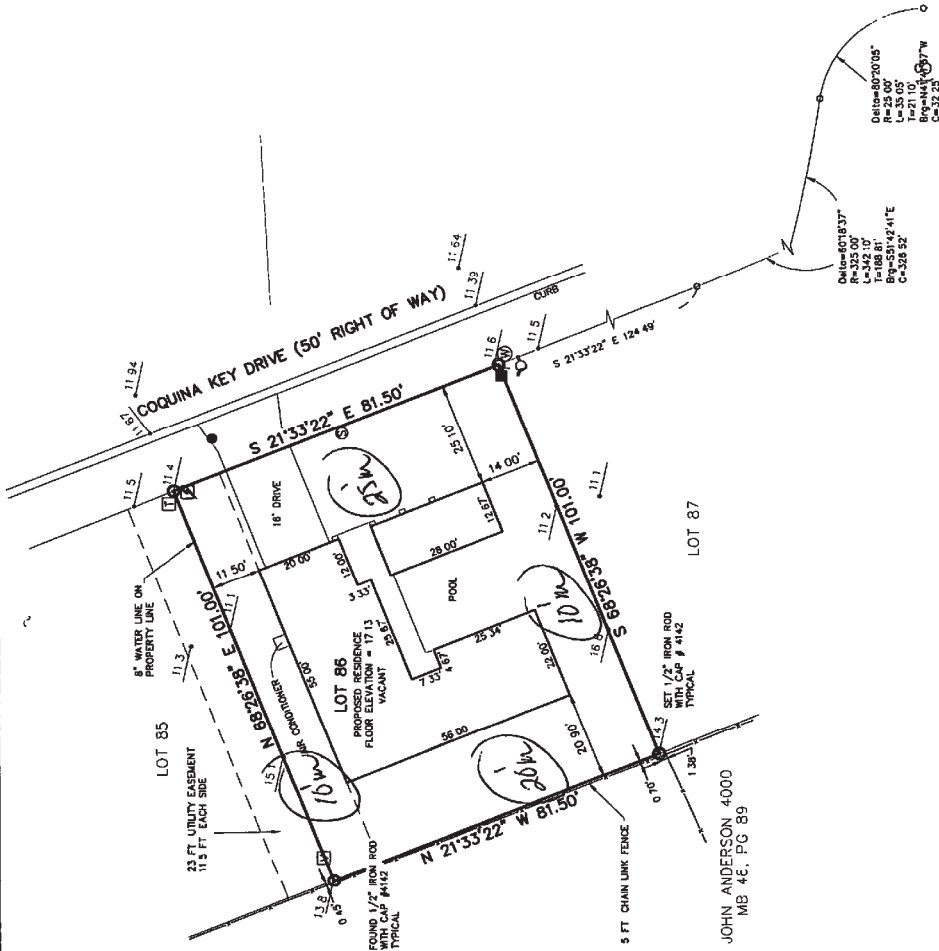 COQUINA KEY DRIVE (50' RIGHT OF WAY)
11.94
11.67
11.64
11.39
CURB
11.5
11.4
T
S 21°33'22" E 81.50'
11.6
W
11.5
S 21°33'22" E 124.49'
8" WATER LINE ON
PROPERTY LINE
LOT 85
11.3
11.1
N 68°26'38" E 101.00'
23 FT UTILITY EASEMENT
11.5 FT EACH SIDE
16' DRIVE
S
25' m
25.10'
11.50'
20.00'
12.00'
3.33'
25.67
7.33'
4.67
28.00'
12.67'
14.00'
POOL
25.34'
22.00'
AIR CONDITIONER
55.00'
LOT 86
PROPOSED RESIDENCE
FLOOR ELEVATION = 17.13
VACANT
56.00
20.90'
15.1
10' m
20' m
10' m
11.2
11.1
S 68°26'38" W 101.00'
LOT 87
SET 1/2" IRON ROD
WITH CAP # 4142
TYPICAL
14.3
0.70'
1.38'
N 21°33'22" W 81.50'
13.8
0.45'
FOUND 1/2" IRON ROD
WITH CAP #4142
TYPICAL
5 FT CHAIN LINK FENCE
JOHN ANDERSON 4000
MB 46, PG 89
Delta=60°18'37"
R=325.00'
L=342.10'
T=188.81'
Brg=S51°42'41"E
C=326.52'
Delta=80°20'05"
R=25.00'
L=35.05'
T=21.10'
C=32.25'